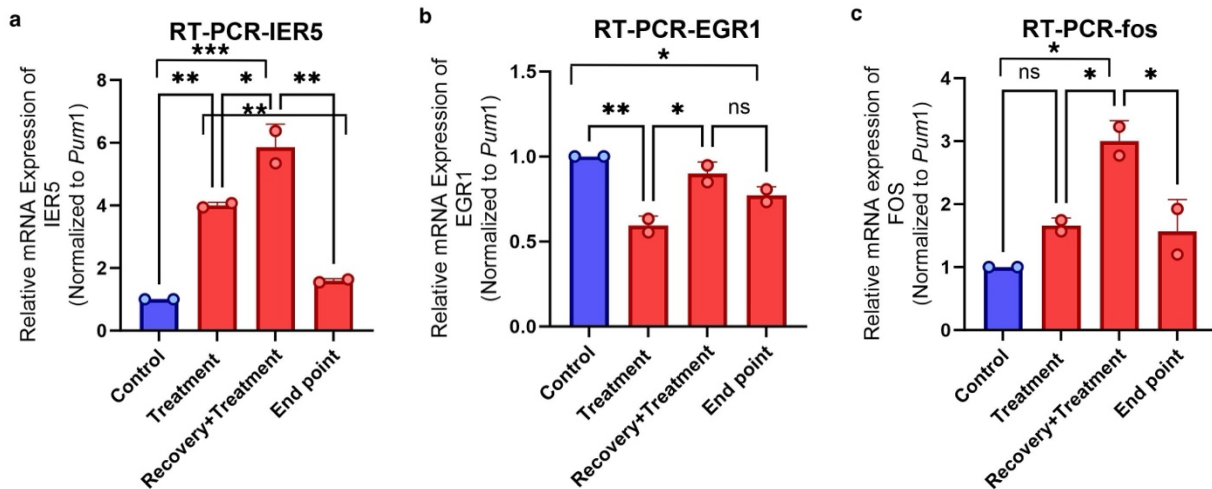 a
RT-PCR-IER5
Relative mRNA Expression of
IER5
(Normalized to Pum1)
***
** * **
**
8
6
4
2
0
Control
Treatment
Recovery+Treatment
End point
b
RT-PCR-EGR1
Relative mRNA Expression of
EGR1
(Normalized to Pum1)
*
** * ns
1.5
1.0
0.5
0.0
Control
Treatment
Recovery+Treatment
End point
c
RT-PCR-fos
Relative mRNA expression of
FOS
(Normalized to Pum1)
*
ns * *
4
3
2
1
0
Control
Treatment
Recovery+Treatment
End point